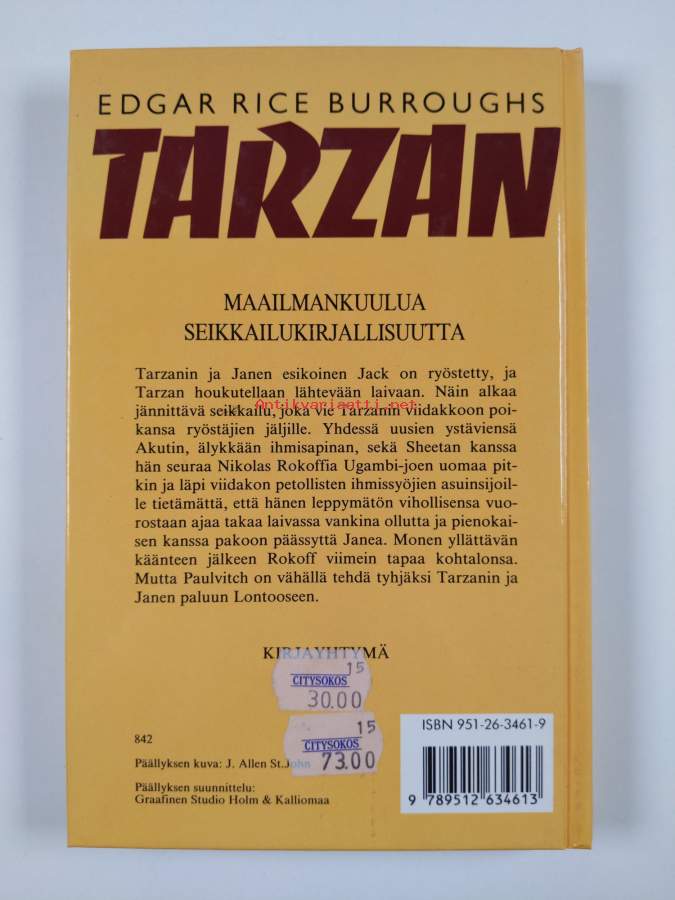 EDGAR RICE BURROUGHS
TARZAN
MAAILMANKUULUA
SEIKKAILUKIRJALLISUUTTA
Tarzanin ja Janen esikoinen Jack on ryöstetty, ja
Tarzan houkutellaan lähtevään laivaan. Näin alkaa
Antikvariaatti.net
jännittävä seikkailu, joka vie Tarzanin viidakkoon poi-
kansa ryöstäjien jäljille. Yhdessä uusien ystäviensä
Akutin, älykkään ihmisapinan, sekä Sheetan kanssa
hän seuraa Nikolas Rokoffia Ugambi-joen uomaa pit-
kin ja läpi viidakon petollisten ihmissyöjien asuinsijoil-
le tietämättä, että hänen leppymätön vihollisensa vuo-
rostaan ajaa takaa laivassa vankina ollutta ja pienokai-
sen kanssa pakoon päässyttä Janea. Monen yllättävän
käänteen jälkeen Rokoff viimein tapaa kohtalonsa.
Mutta Paulvitch on vähällä tehdä tyhjäksi Tarzanin ja
Janen paluun Lontooseen.
KIRJAYHTYMÄ
15
CITYSOKOS
30.00
15
CITYSOKOS
73.00
842
Päällyksen kuva: J. Allen St.John
Päällyksen suunnittelu:
Graafinen Studio Holm & Kalliomaa
ISBN 951-26-3461-9
9 789512 634613